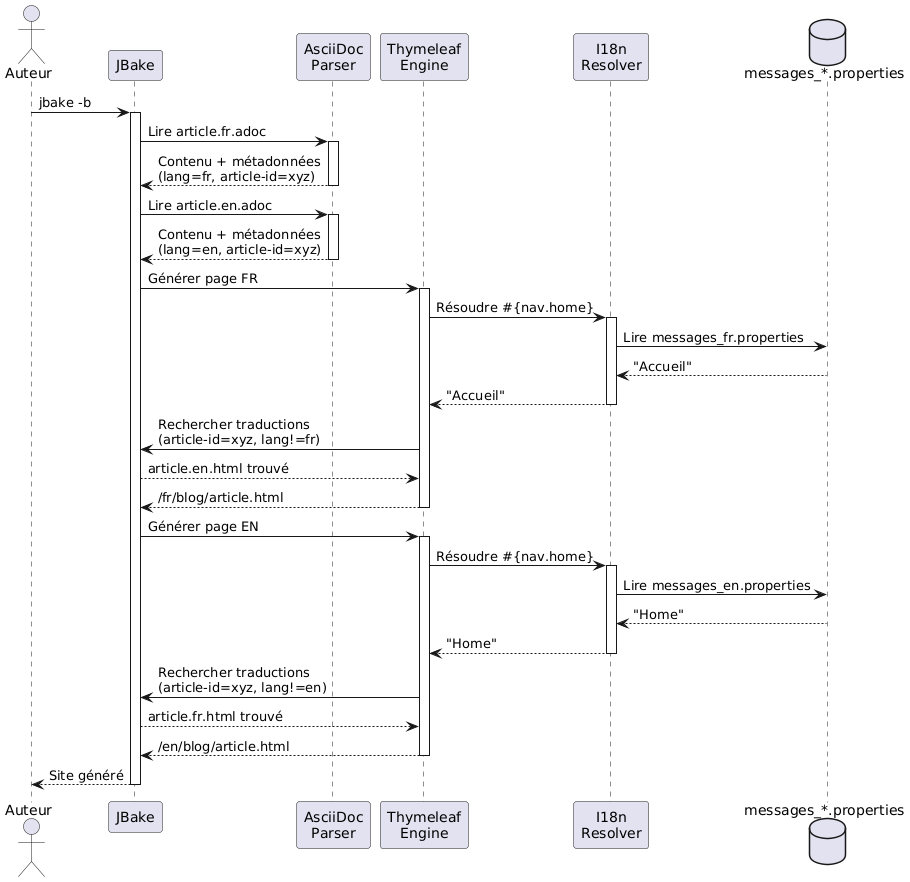 Auteur
JBake
AsciiDoc
Parser
Thymeleaf
Engine
I18n
Resolver
messages_*.properties
jbake -b
Lire article.fr.adoc
Contenu + métadonnées
(lang=fr, article-id=xyz)
Lire article.en.adoc
Contenu + métadonnées
(lang=en, article-id=xyz)
Générer page FR
Résoudre #{nav.home}
Lire messages_fr.properties
"Accueil"
"Accueil"
Rechercher traductions
(article-id=xyz, lang!=fr)
article.en.html trouvé
/fr/blog/article.html
Générer page EN
Résoudre #{nav.home}
Lire messages_en.properties
"Home"
"Home"
Rechercher traductions
(article-id=xyz, lang!=en)
article.fr.html trouvé
/en/blog/article.html
Site généré
Auteur
JBake
AsciiDoc
Parser
Thymeleaf
Engine
I18n
Resolver
messages_*.properties